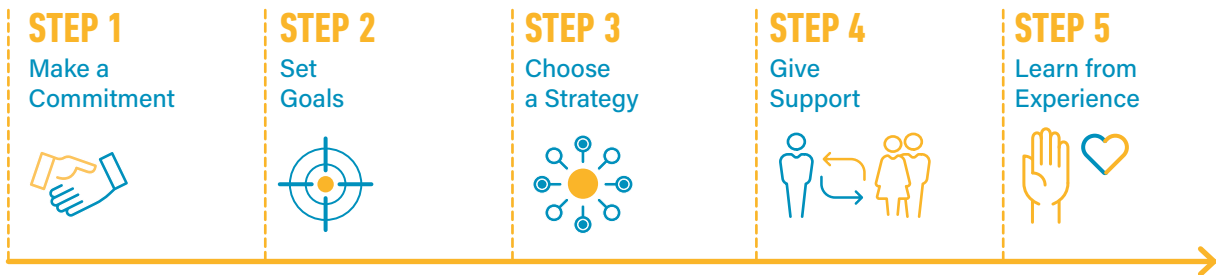 STEP 1
Make a
Commitment
STEP 2
Set
Goals
STEP 3
Choose
a Strategy
STEP 4
Give
Support
STEP 5
Learn from
Experience